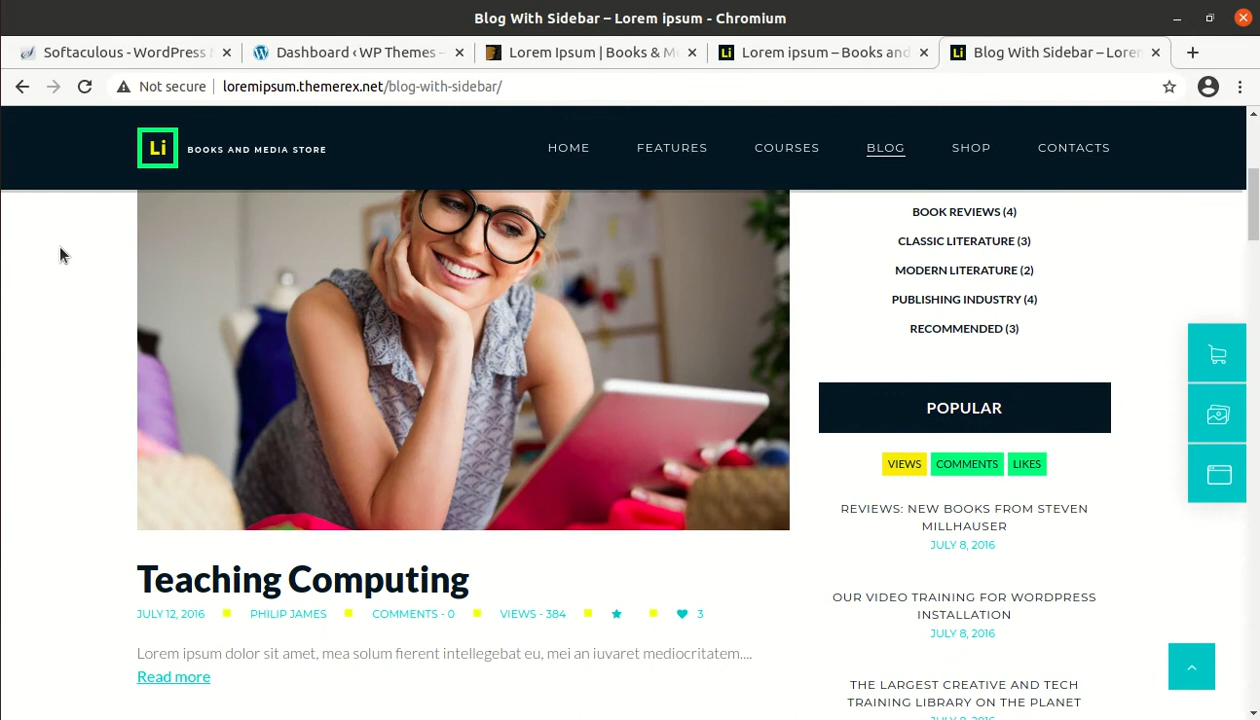 Blog With Sidebar – Lorem ipsum - Chromium
Softaculous - WordPress
Dashboard ‹ WP Themes –
Lorem Ipsum | Books & M
Lorem ipsum – Books and
Blog With Sidebar – Lorem
Not secure
loremipsum.themerex.net/blog-with-sidebar/
Li
BOOKS AND MEDIA STORE
HOME
FEATURES
COURSES
BLOG
SHOP
CONTACTS
BOOK REVIEWS (4)
CLASSIC LITERATURE (3)
MODERN LITERATURE (2)
PUBLISHING INDUSTRY (4)
RECOMMENDED (3)
POPULAR
VIEWS COMMENTS LIKES
REVIEWS: NEW BOOKS FROM STEVEN
MILLHAUSER
JULY 8, 2016
OUR VIDEO TRAINING FOR WORDPRESS
INSTALLATION
JULY 8, 2016
THE LARGEST CREATIVE AND TECH
TRAINING LIBRARY ON THE PLANET
JULY 8, 2016
Teaching Computing
JULY 12, 2016 PHILIP JAMES COMMENTS - 0 VIEWS - 384 3
Lorem ipsum dolor sit amet, mea solum fierent intellegebat eu, mei an iuvaret mediocritatem....
Read more